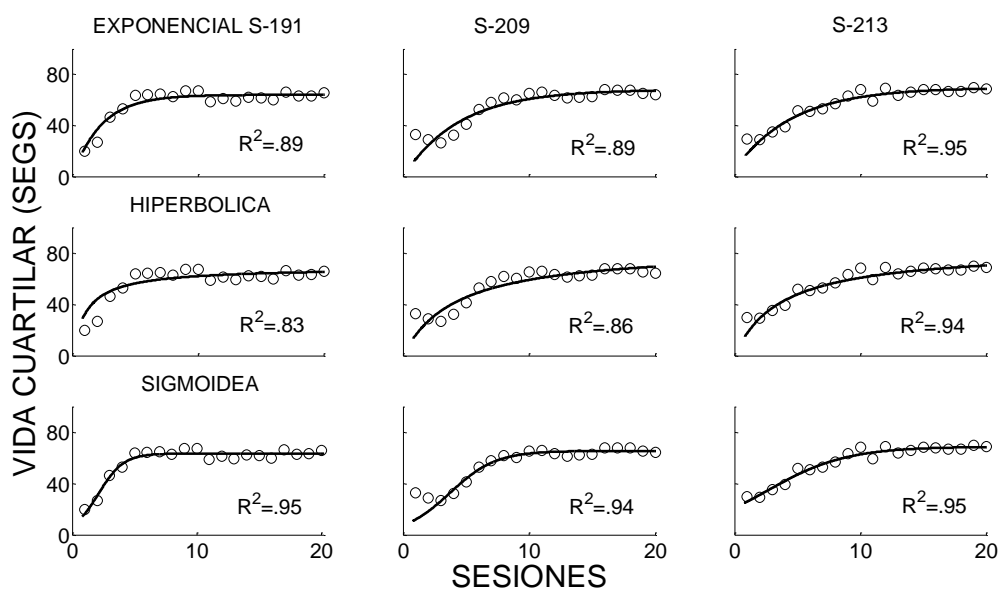 EXPONENCIAL S-191 S-209 S-213
VIDA CUARTILAR (SEGS)
80
40
0
R²=.89 R²=.89 R²=.95
HIPERBOLICA
80
40
0
R²=.83 R²=.86 R²=.94
SIGMOIDEA
80
40
0
R²=.95 R²=.94 R²=.95
0 10 20 0 10 20 0 10 20
SESIONES